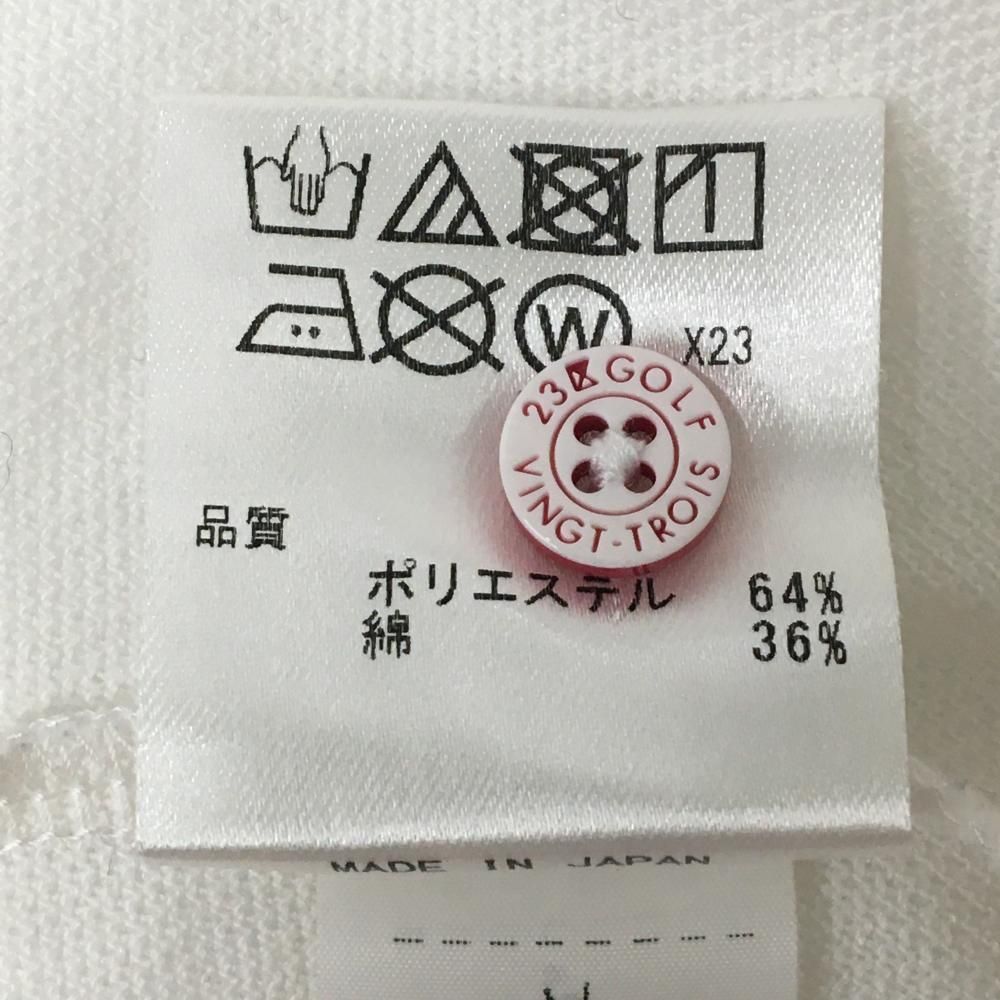 W X23
23区GOLF
VINGT-TROIS
品質
ポリエステル 64%
綿 36%
MADE IN JAPAN